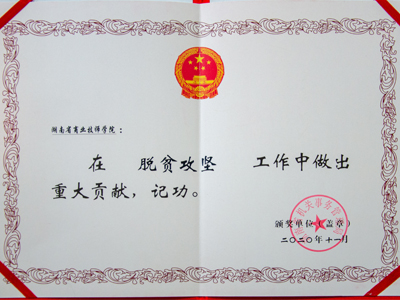 湖南省商业技师学院：
在 脱贫攻坚 工作中做出
重大贡献，记功。
颁奖单位（盖章）
二〇二〇年十一月